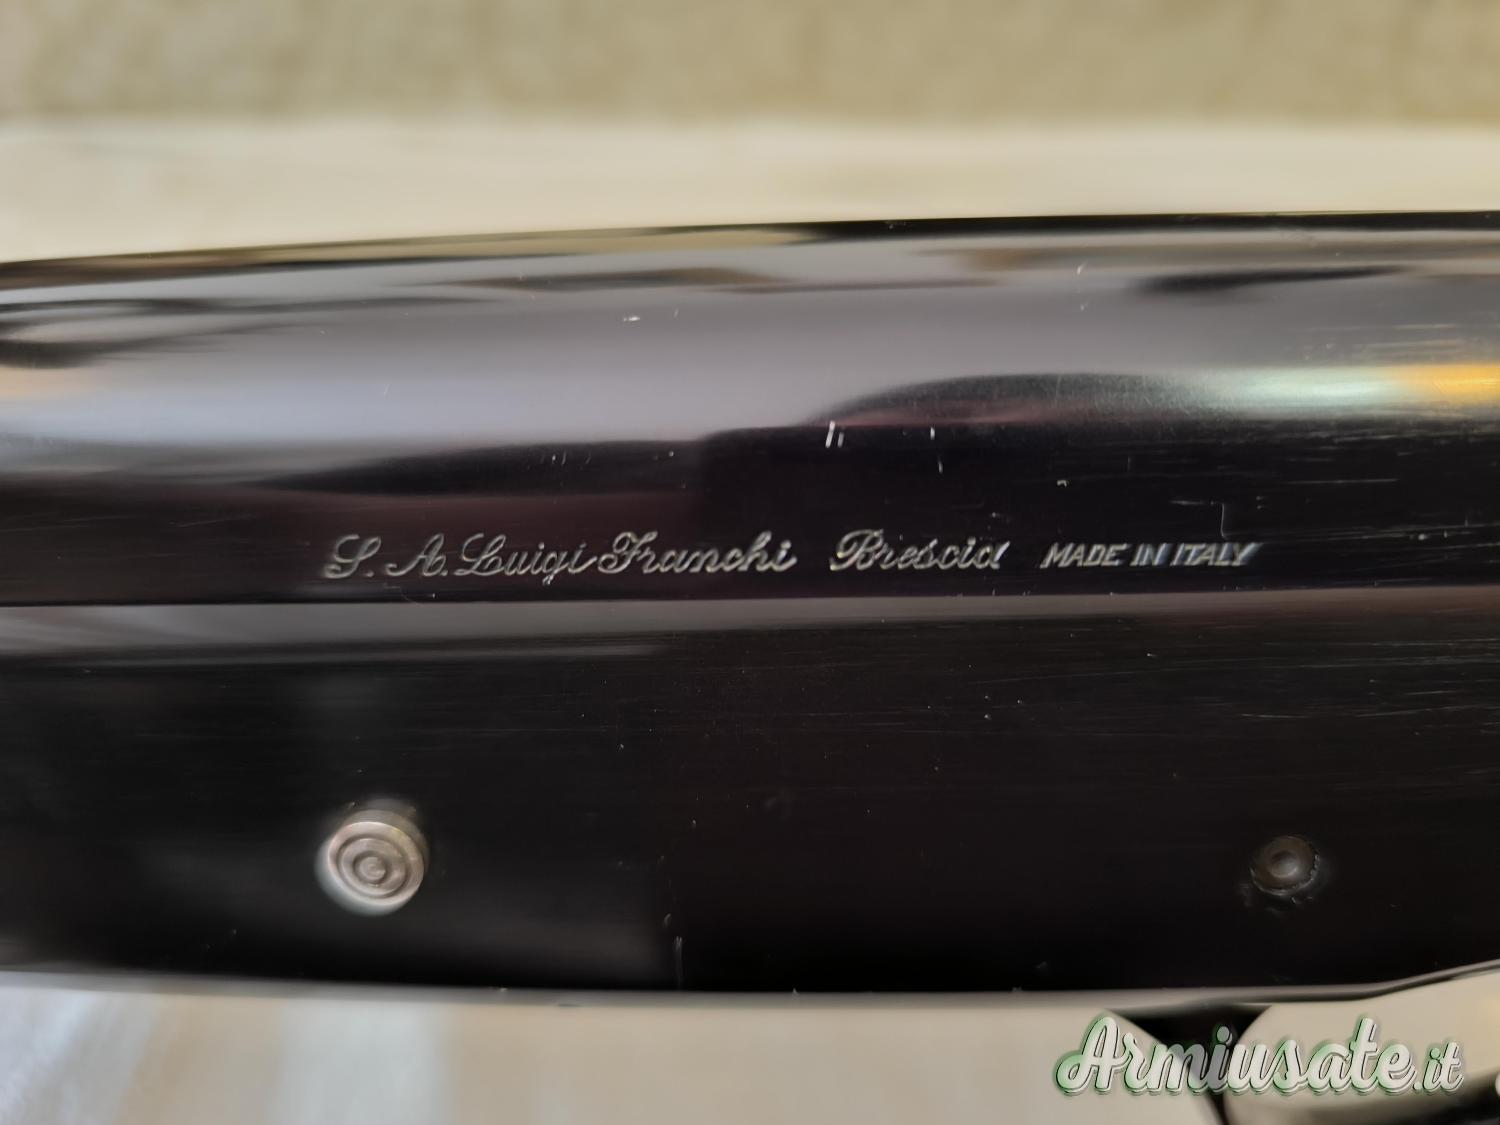 S. A. Luigi Franchi Brescia MADE IN ITALY
Armiusate.it